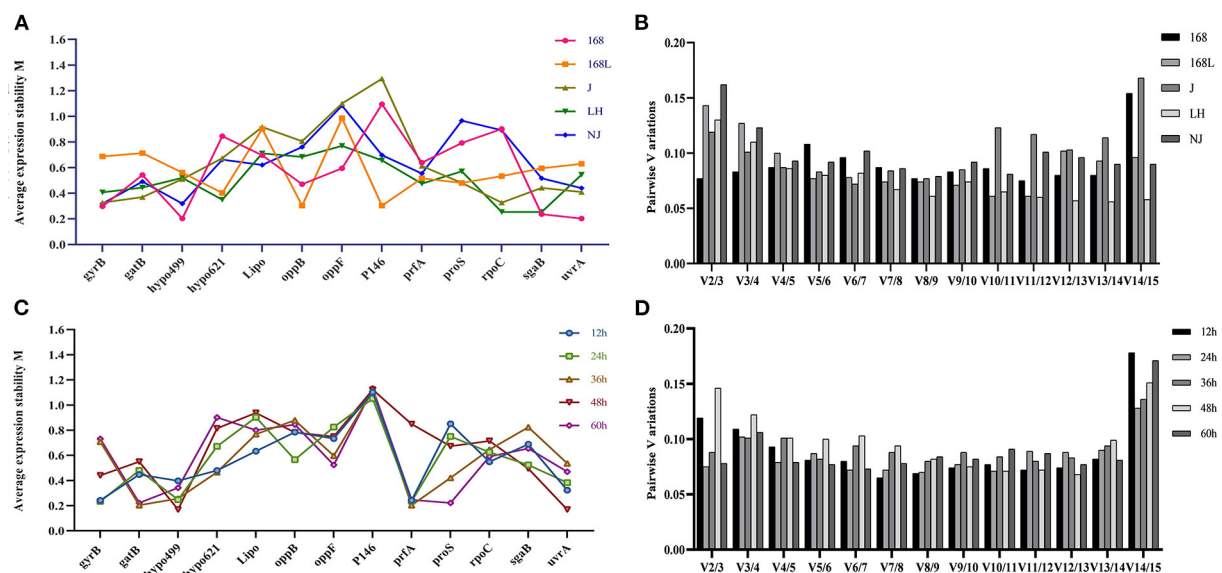 A
Average expression stability M
1.6
1.4
1.2
1.0
0.8
0.6
0.4
0.2
0.0
gyrB
gatB
hypo499
hypo621
Lipo
oppB
oppF
P146
prfA
proS
rpoC
sgaB
uvrA
168
168L
J
LH
NJ
B
Pairwise V ariations
0.20
0.15
0.10
0.05
0.00
V2/3
V3/4
V4/5
V5/6
V6/7
V7/8
V8/9
V9/10
V10/11
V11/12
V12/13
V13/14
V14/15
168
168L
J
LH
NJ
C
Average expression stability M
1.6
1.4
1.2
1.0
0.8
0.6
0.4
0.2
0.0
gyrB
gatB
hypo499
hypo621
Lipo
oppB
oppF
P146
prfA
proS
rpoC
sgaB
uvrA
12h
24h
36h
48h
60h
D
Pairwise V ariations
0.20
0.15
0.10
0.05
0.00
V2/3
V3/4
V4/5
V5/6
V6/7
V7/8
V8/9
V9/10
V10/11
V11/12
V12/13
V13/14
V14/15
12h
24h
36h
48h
60h